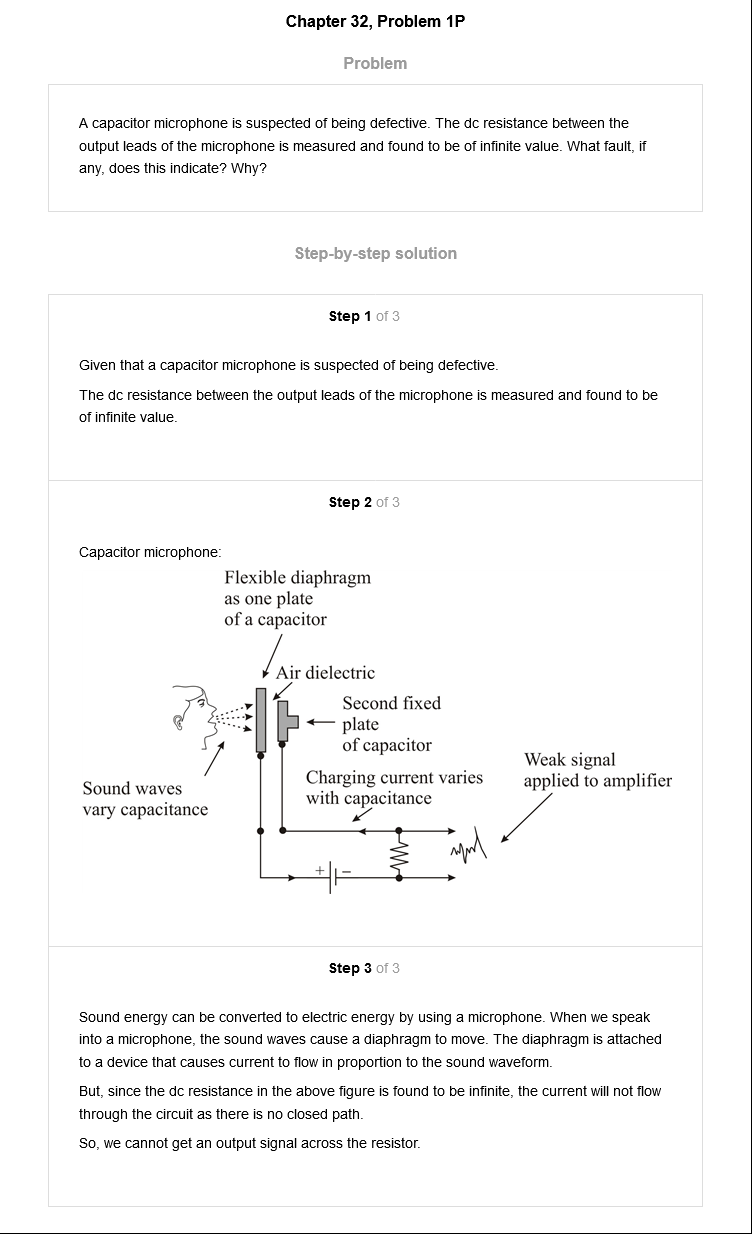 Chapter 32, Problem 1P
Problem
A capacitor microphone is suspected of being defective. The dc resistance between the
output leads of the microphone is measured and found to be of infinite value. What fault, if
any, does this indicate? Why?
Step-by-step solution
Step 1 of 3
Given that a capacitor microphone is suspected of being defective.
The dc resistance between the output leads of the microphone is measured and found to be
of infinite value.
Step 2 of 3
Capacitor microphone:
Flexible diaphragm
as one plate
of a capacitor
Air dielectric
Second fixed
plate
of capacitor
Sound waves
vary capacitance
Charging current varies
with capacitance
Weak signal
applied to amplifier
+ −
Step 3 of 3
Sound energy can be converted to electric energy by using a microphone. When we speak
into a microphone, the sound waves cause a diaphragm to move. The diaphragm is attached
to a device that causes current to flow in proportion to the sound waveform.
But, since the dc resistance in the above figure is found to be infinite, the current will not flow
through the circuit as there is no closed path.
So, we cannot get an output signal across the resistor.